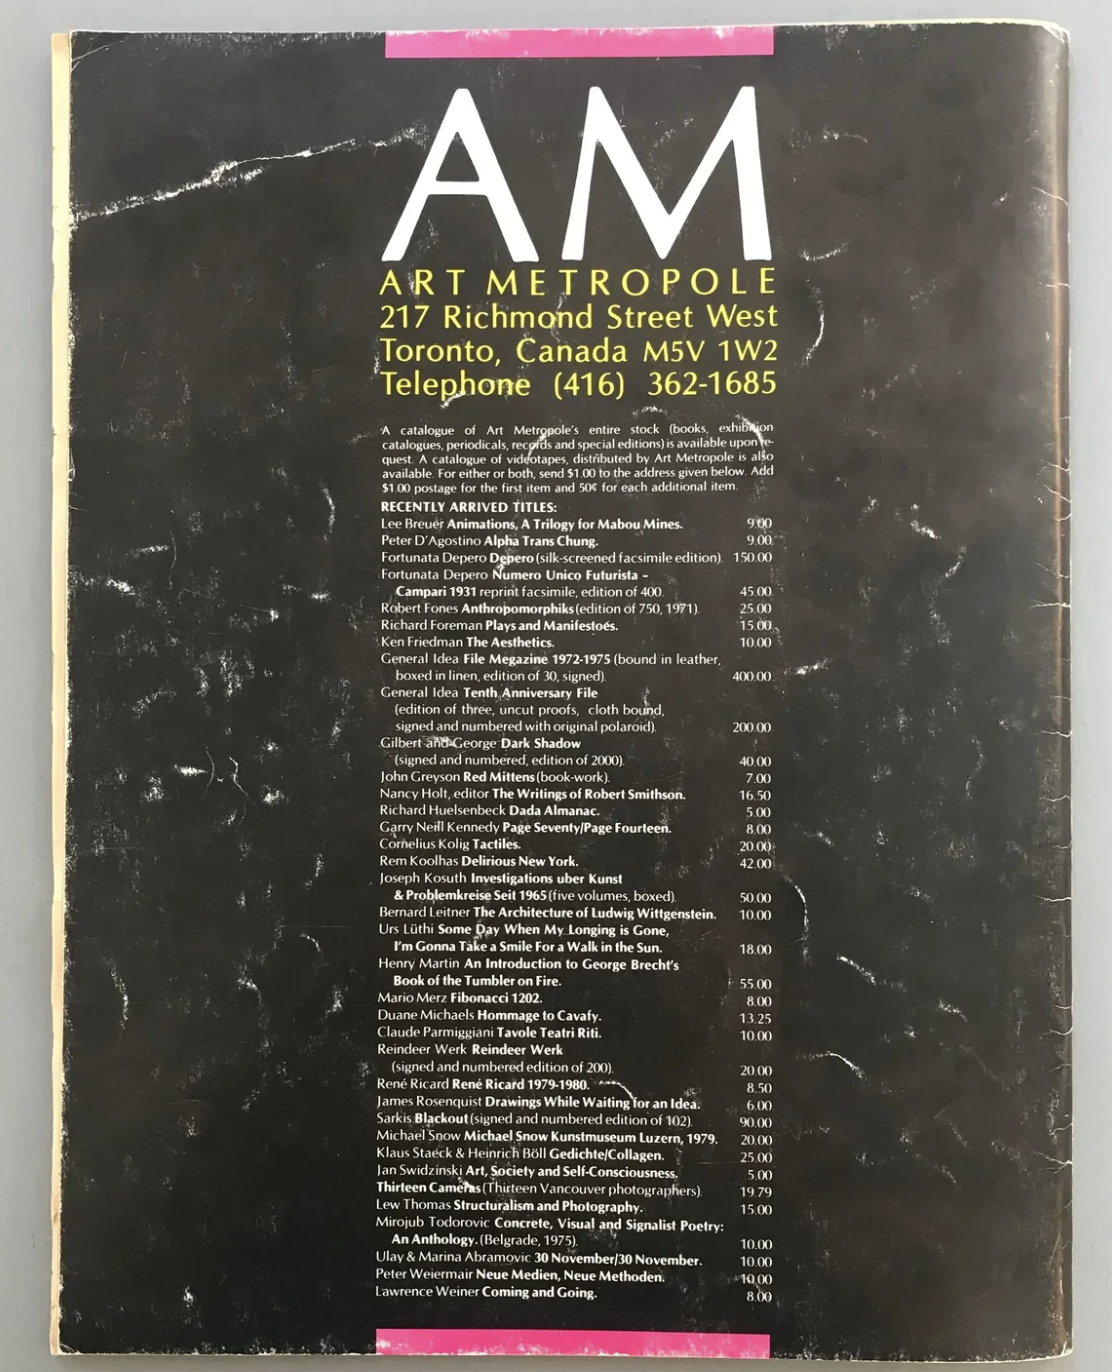 AM
ART METROPOLE
217 Richmond Street West
Toronto, Canada M5V 1W2
Telephone (416) 362-1685
A catalogue of Art Metropole's entire stock (books, exhibition
catalogues, periodicals, records and special editions) is available upon re-
quest. A catalogue of videotapes, distributed by Art Metropole is also
available. For either or both, send $1.00 to the address given below. Add
$1.00 postage for the first item and 50¢ for each additional item.
RECENTLY ARRIVED TITLES:
Lee Breuer Animations, A Trilogy for Mabou Mines. 9.00
Peter D'Agostino Alpha Trans Chung. 9.00
Fortunata Depero Depero (silk-screened facsimile edition). 150.00
Fortunata Depero Numero Unico Futurista –
Campari 1931 reprint facsimile, edition of 400. 45.00
Robert Fones Anthropomorphiks (edition of 750, 1971). 25.00
Richard Foreman Plays and Manifestoes. 15.00
Ken Friedman The Aesthetics. 10.00
General Idea File Megazine 1972-1975 (bound in leather,
boxed in linen, edition of 30, signed). 400.00
General Idea Tenth Anniversary File
(edition of three, uncut proofs, cloth bound,
signed and numbered with original polaroid). 200.00
Gilbert and George Dark Shadow
(signed and numbered, edition of 2000). 40.00
John Greyson Red Mittens (book-work). 7.00
Nancy Holt, editor The Writings of Robert Smithson. 16.50
Richard Huelsenbeck Dada Almanac. 5.00
Garry Neill Kennedy Page Seventy/Page Fourteen. 8.00
Cornelius Kolig Tactiles. 20.00
Rem Koolhas Delirious New York. 42.00
Joseph Kosuth Investigations uber Kunst
& Problemkreise Seit 1965 (five volumes, boxed). 50.00
Bernard Leitner The Architecture of Ludwig Wittgenstein. 10.00
Urs Lüthi Some Day When My Longing is Gone,
I'm Gonna Take a Smile For a Walk in the Sun. 18.00
Henry Martin An Introduction to George Brecht's
Book of the Tumbler on Fire. 55.00
Mario Merz Fibonacci 1202. 8.00
Duane Michaels Hommage to Cavafy. 13.25
Claude Parmiggiani Tavole Teatri Riti. 10.00
Reindeer Werk Reindeer Werk
(signed and numbered edition of 200). 20.00
René Ricard René Ricard 1979-1980. 8.50
James Rosenquist Drawings While Waiting for an Idea. 6.00
Sarkis Blackout (signed and numbered edition of 102). 90.00
Michael Snow Michael Snow Kunstmuseum Luzern, 1979. 20.00
Klaus Staeck & Heinrich Böll Gedichte/Collagen. 25.00
Jan Swidzinski Art, Society and Self-Consciousness. 5.00
Thirteen Cameras (Thirteen Vancouver photographers). 19.79
Lew Thomas Structuralism and Photography. 15.00
Mirojub Todorovic Concrete, Visual and Signalist Poetry:
An Anthology. (Belgrade, 1975). 10.00
Ulay & Marina Abramovic 30 November/30 November. 10.00
Peter Weiermair Neue Medien, Neue Methoden. 10.00
Lawrence Weiner Coming and Going. 8.00